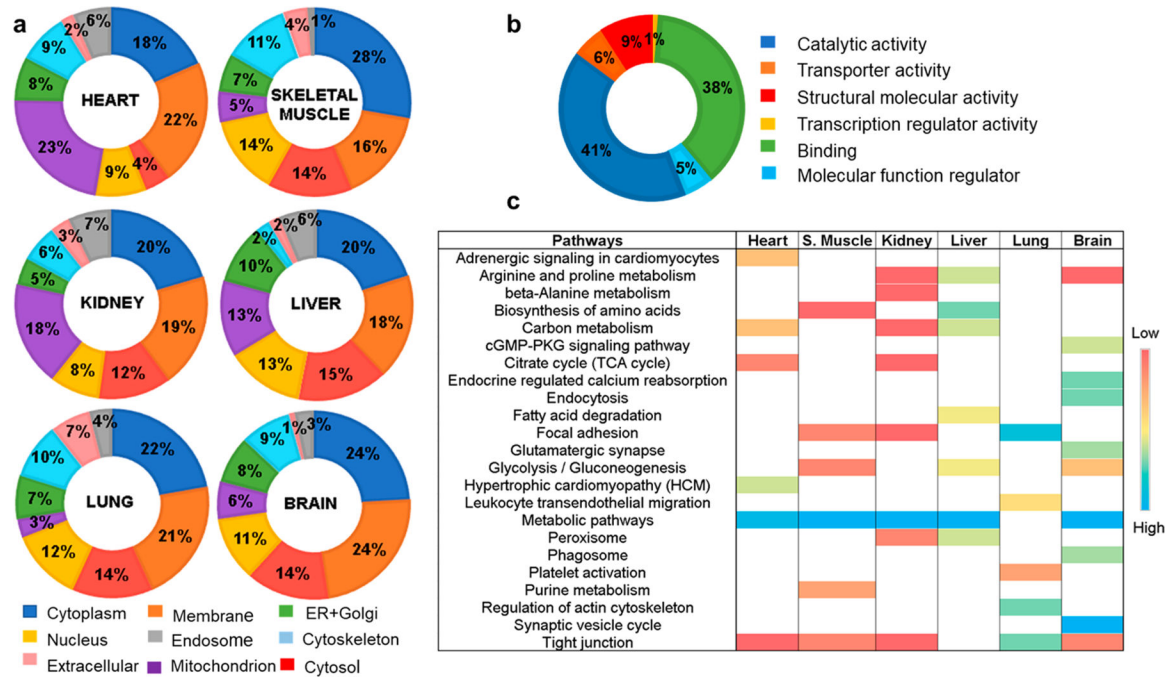 a
6%
2%
9%
18%
8%
HEART
22%
23%
4%
9%
4%
1%
11%
28%
7%
SKELETAL
MUSCLE
5%
16%
14%
14%
7%
3%
6%
20%
5%
KIDNEY
18%
19%
8%
12%
6%
2%
2%
20%
10%
LIVER
13%
18%
13%
15%
4%
7%
22%
10%
LUNG
7%
3%
21%
12%
14%
3%
1%
9%
24%
8%
BRAIN
6%
11%
24%
14%
Cytoplasm
Membrane
ER+Golgi
Nucleus
Endosome
Cytoskeleton
Extracellular
Mitochondrion
Cytosol
b
1%
9%
6%
38%
41%
5%
Catalytic activity
Transporter activity
Structural molecular activity
Transcription regulator activity
Binding
Molecular function regulator
c
Pathways Heart S. Muscle Kidney Liver Lung Brain
Adrenergic signaling in cardiomyocytes
Arginine and proline metabolism
beta-Alanine metabolism
Biosynthesis of amino acids
Carbon metabolism
cGMP-PKG signaling pathway
Citrate cycle (TCA cycle)
Endocrine regulated calcium reabsorption
Endocytosis
Fatty acid degradation
Focal adhesion
Glutamatergic synapse
Glycolysis / Gluconeogenesis
Hypertrophic cardiomyopathy (HCM)
Leukocyte transendothelial migration
Metabolic pathways
Peroxisome
Phagosome
Platelet activation
Purine metabolism
Regulation of actin cytoskeleton
Synaptic vesicle cycle
Tight junction
Low
High